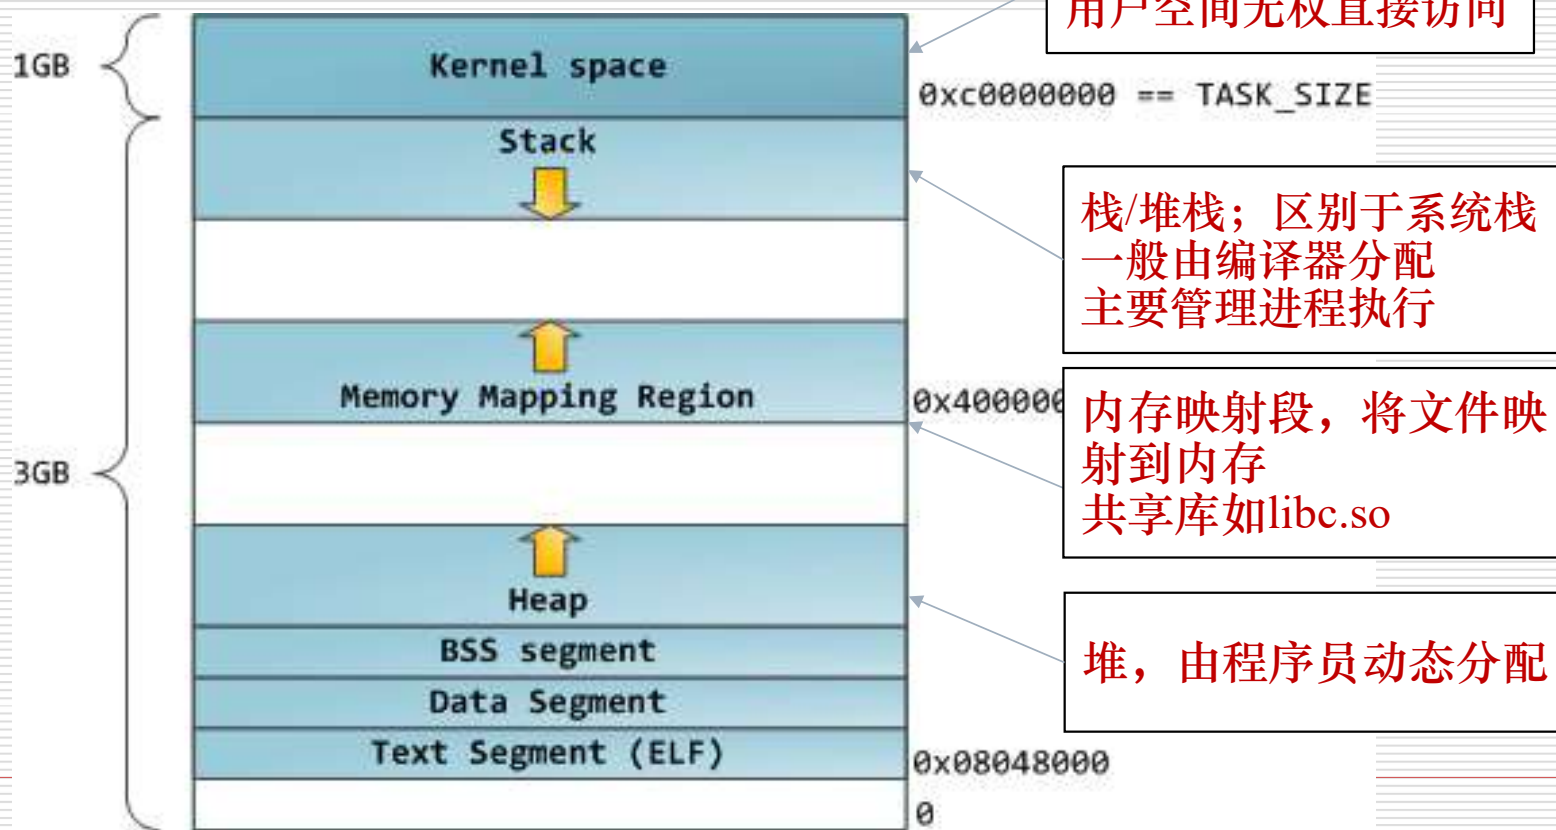 用户空间无权直接访问
1GB
Kernel space
0xc0000000 == TASK_SIZE
Stack
栈/堆栈；区别于系统栈
一般由编译器分配
主要管理进程执行
Memory Mapping Region
0x400000
内存映射段，将文件映
射到内存
共享库如libc.so
3GB
Heap
堆，由程序员动态分配
BSS segment
Data Segment
Text Segment (ELF)
0x08048000
0